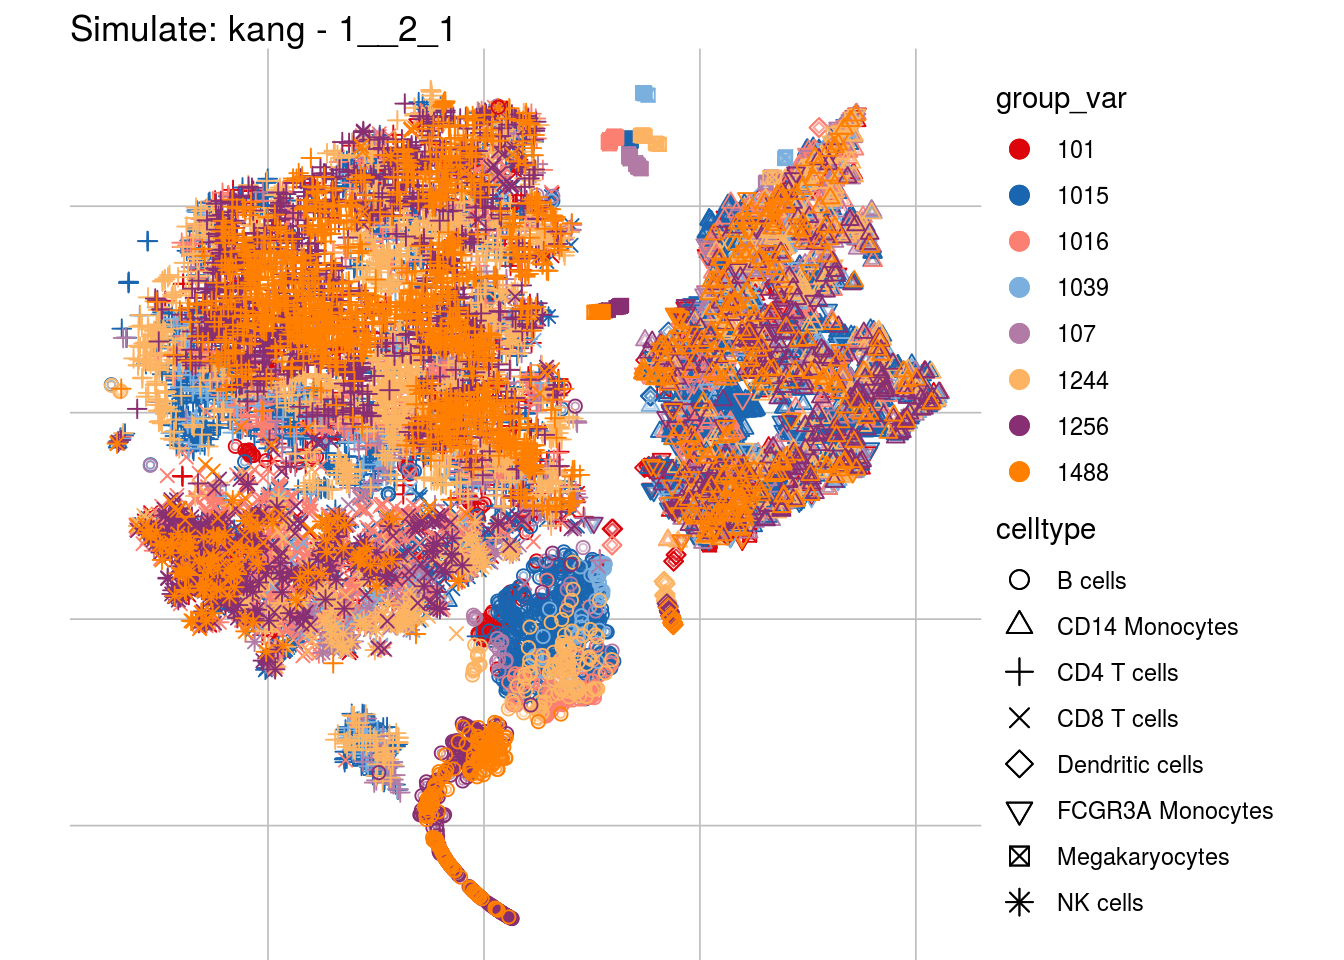 Simulate: kang - 1__2_1
group_var
101
1015
1016
1039
107
1244
1256
1488
celltype
B cells
CD14 Monocytes
CD4 T cells
CD8 T cells
Dendritic cells
FCGR3A Monocytes
Megakaryocytes
NK cells